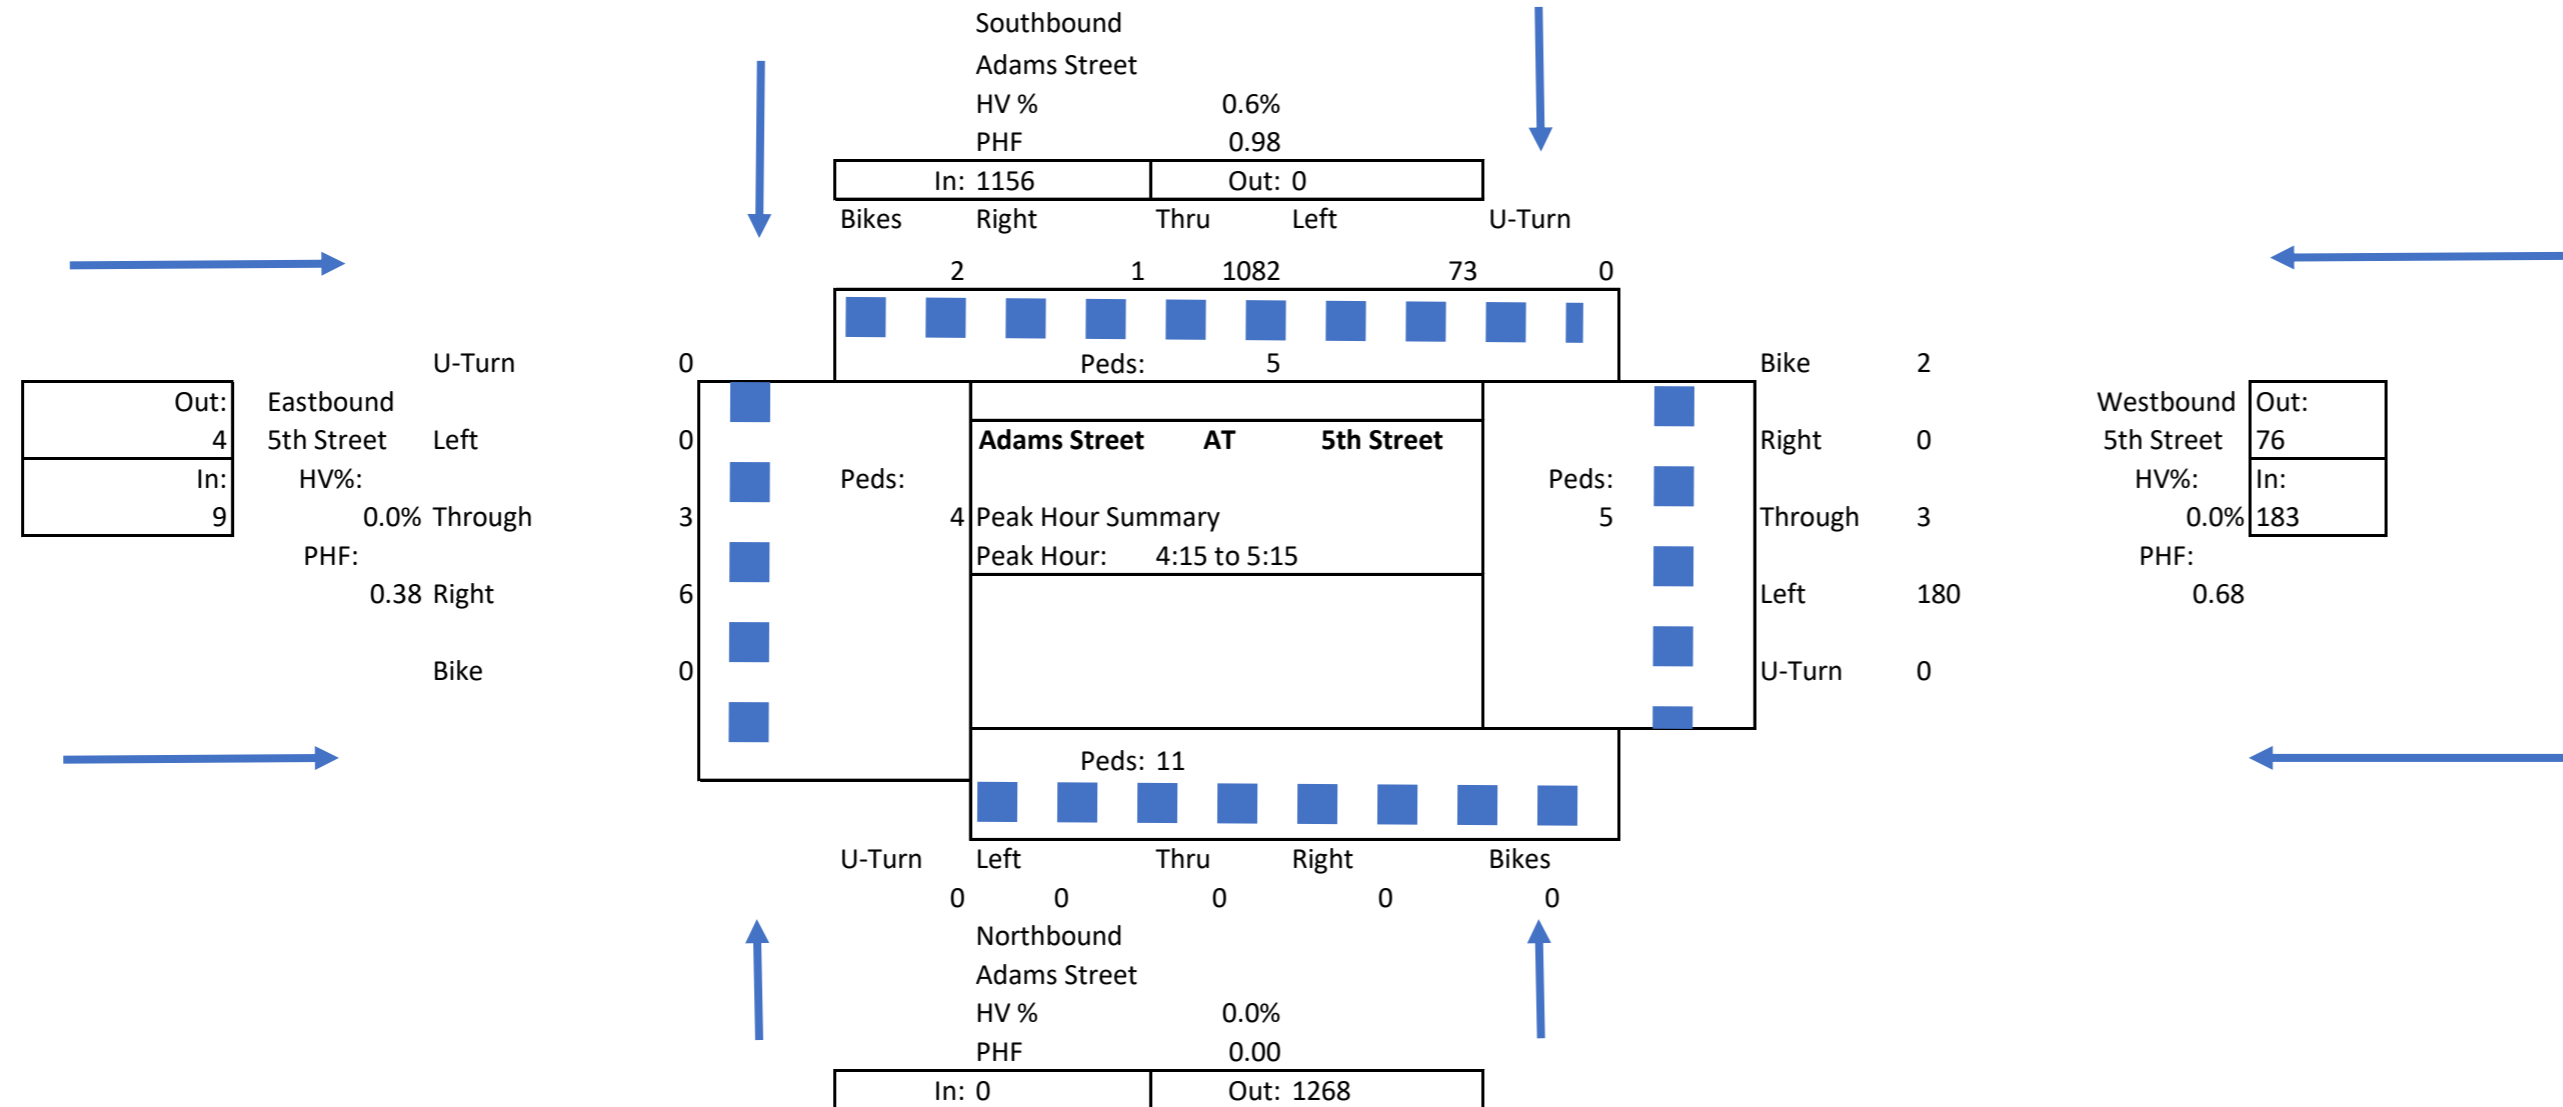 Southbound
Adams Street
HV % 0.6%
PHF 0.98
In: 1156 Out: 0
Bikes Right Thru Left U-Turn
2 1 1082 73 0
U-Turn 0 Peds: 5 Bike 2
Out: Eastbound Westbound Out:
4 5th Street Left 0 Adams Street AT 5th Street Right 0 5th Street 76
In: HV%: Peds: Peds: HV%: In:
9 0.0% Through 3 4 Peak Hour Summary 5 Through 3 0.0% 183
PHF: Peak Hour: 4:15 to 5:15 PHF:
0.38 Right 6 Left 180 0.68
Bike 0 U-Turn 0
Peds: 11
U-Turn Left Thru Right Bikes
0 0 0 0 0
Northbound
Adams Street
HV % 0.0%
PHF 0.00
In: 0 Out: 1268